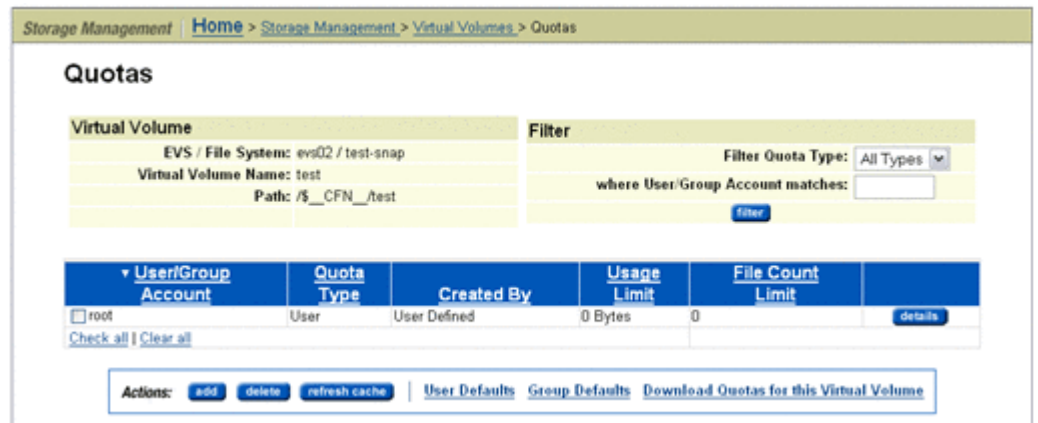 Storage Management | Home > Storage Management > Virtual Volumes > Quotas
Quotas
Virtual Volume
EVS / File System: evs02 / test-snap
Virtual Volume Name: test
Path: /$__CFN__/test
Filter
Filter Quota Type: All Types
where User/Group Account matches:
filter
▼ User/Group Account Quota Type Created By Usage Limit File Count Limit
root User User Defined 0 Bytes 0 details
Check all | Clear all
Actions: add delete refresh cache | User Defaults Group Defaults Download Quotas for this Virtual Volume